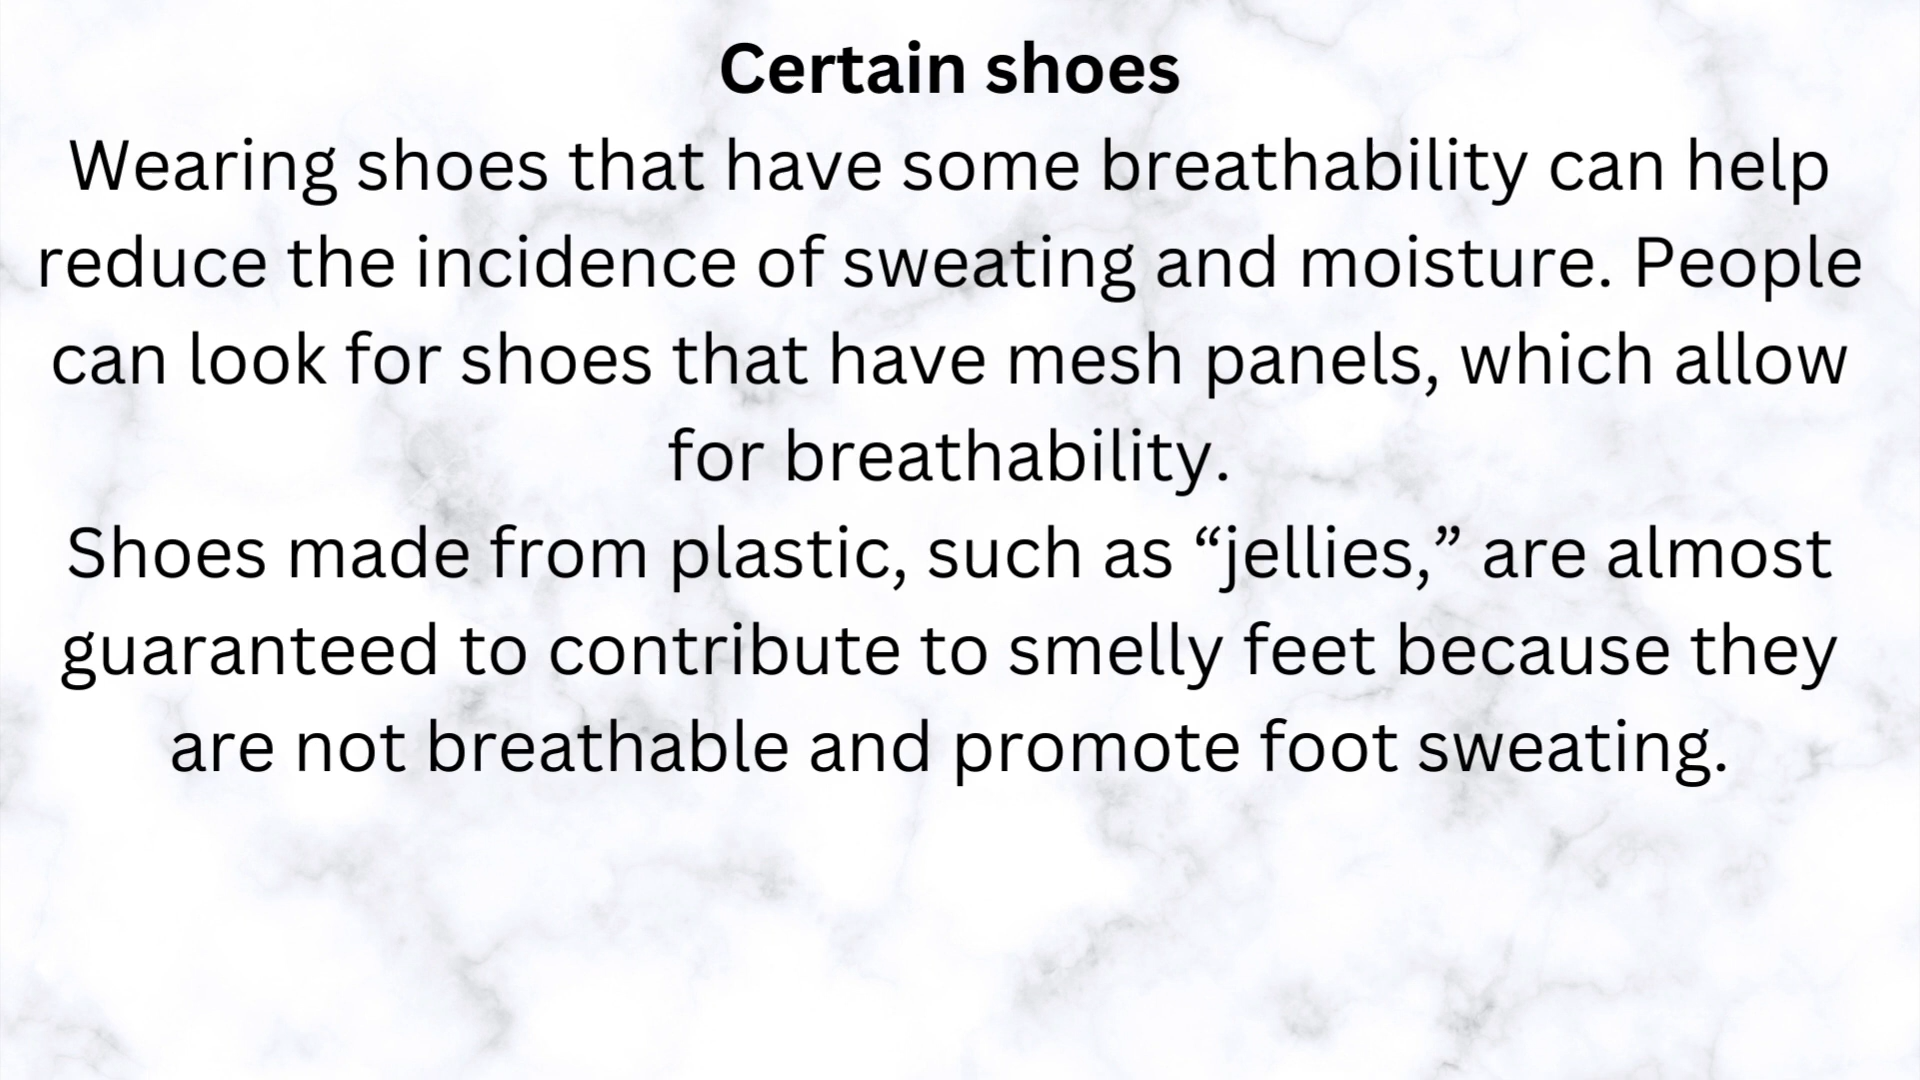 Certain shoes
Wearing shoes that have some breathability can help
reduce the incidence of sweating and moisture. People
can look for shoes that have mesh panels, which allow
for breathability.
Shoes made from plastic, such as “jellies,” are almost
guaranteed to contribute to smelly feet because they
are not breathable and promote foot sweating.